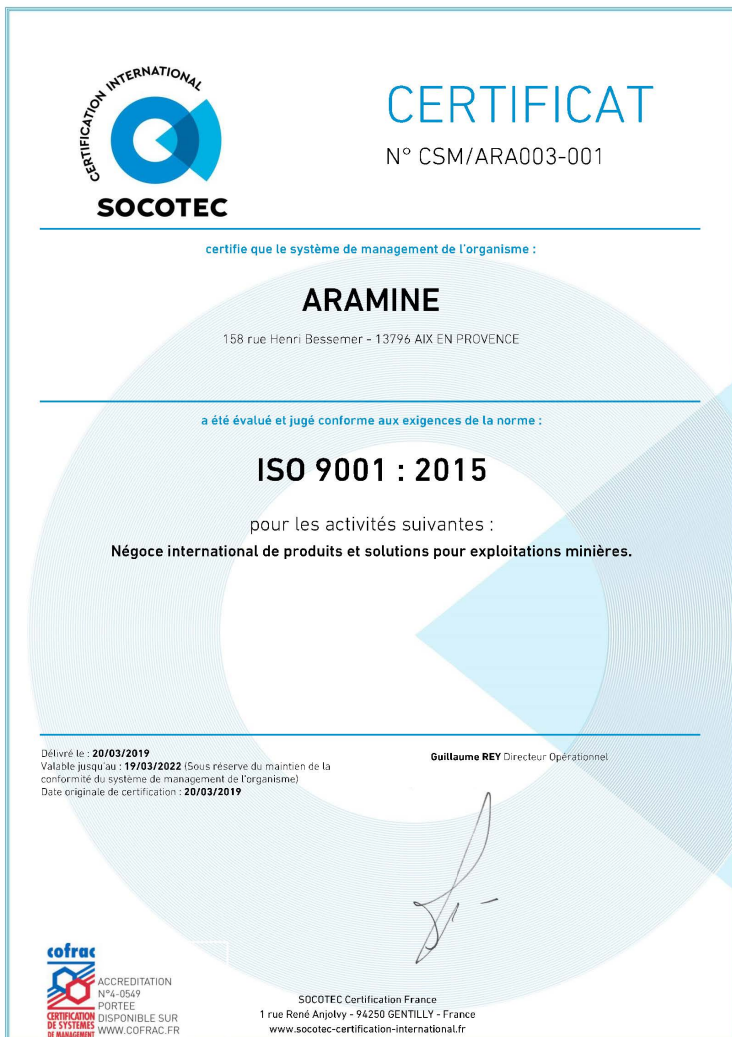 CERTIFICATION INTERNATIONAL
SOCOTEC
CERTIFICAT
N° CSM/ARA003-001
certifie que le système de management de l'organisme :
ARAMINE
158 rue Henri Bessemer - 13796 AIX EN PROVENCE
a été évalué et jugé conforme aux exigences de la norme :
ISO 9001 : 2015
pour les activités suivantes :
Négoce international de produits et solutions pour exploitations minières.
Délivré le : 20/03/2019
Valable jusqu'au : 19/03/2022 (Sous réserve du maintien de la
conformité du système de management de l'organisme)
Date originale de certification : 20/03/2019
Guillaume REY Directeur Opérationnel
cofrac
CERTIFICATION
DE SYSTEMES
DE MANAGEMENT
ACCREDITATION
N°4-0549
PORTEE
DISPONIBLE SUR
WWW.COFRAC.FR
SOCOTEC Certification France
1 rue René Anjolvy - 94250 GENTILLY - France
www.socotec-certification-international.fr